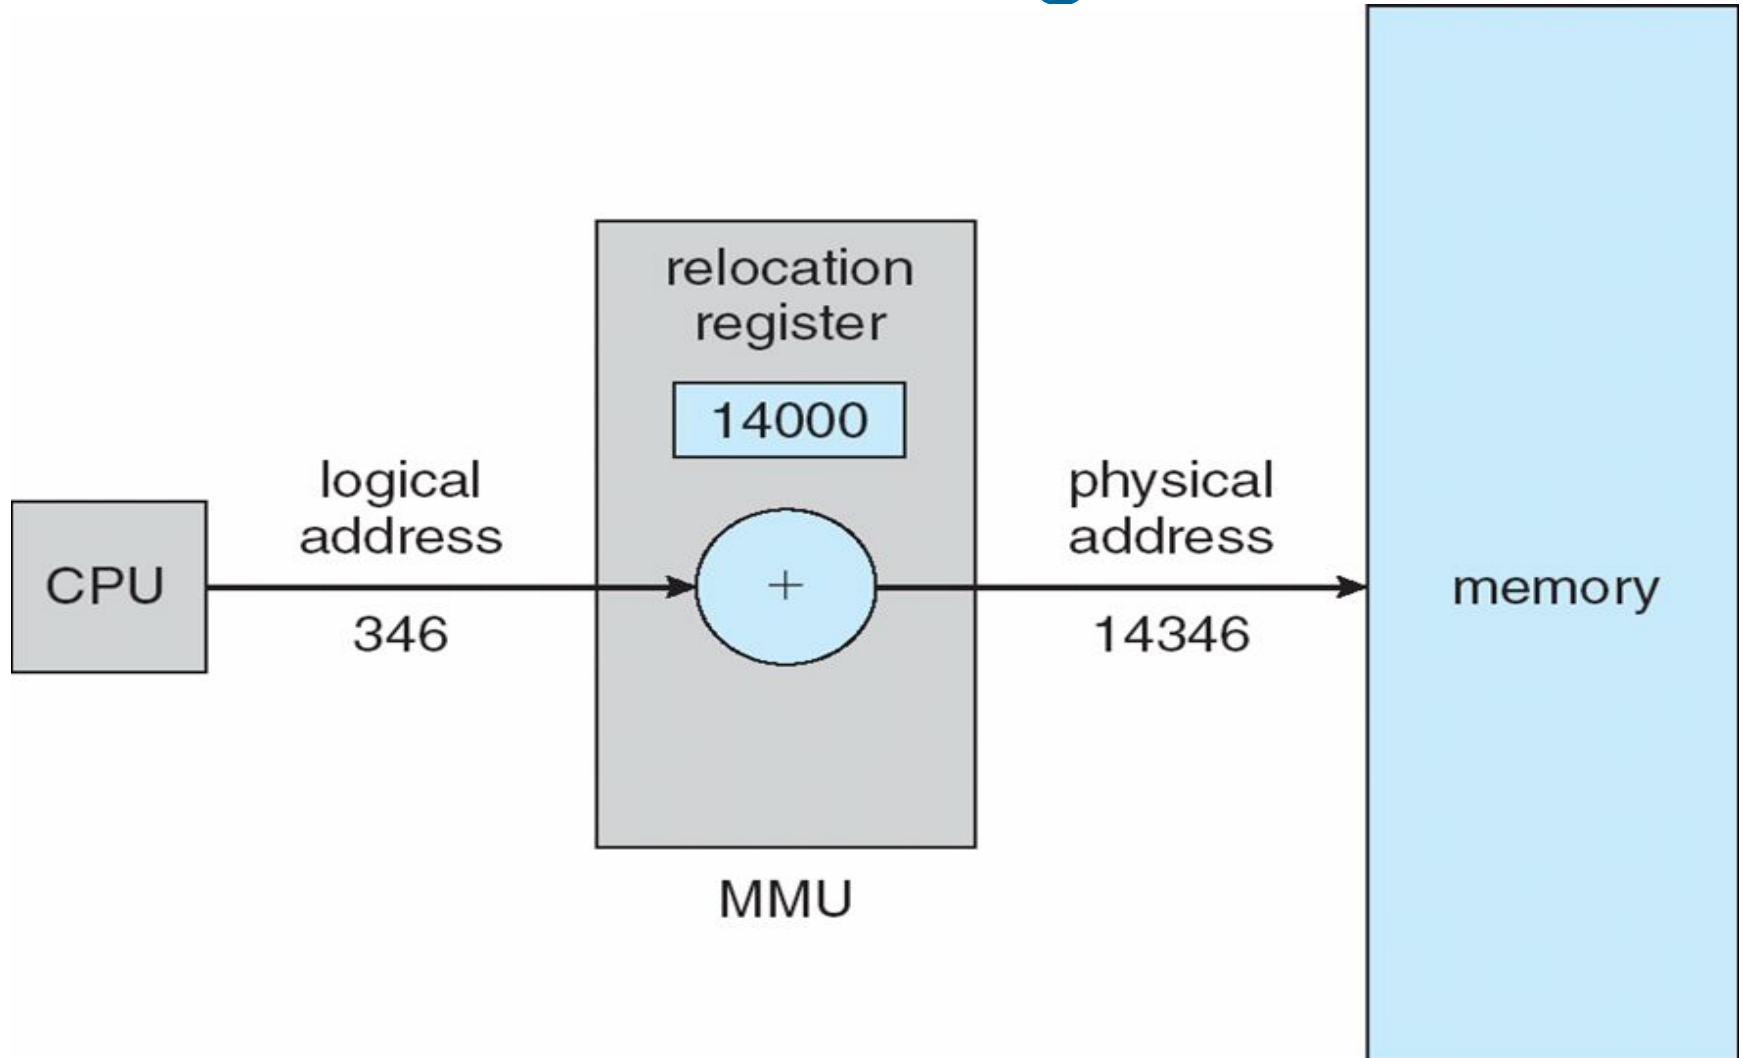 relocation
register
14000
logical
address
physical
address
CPU
+
memory
346
14346
MMU